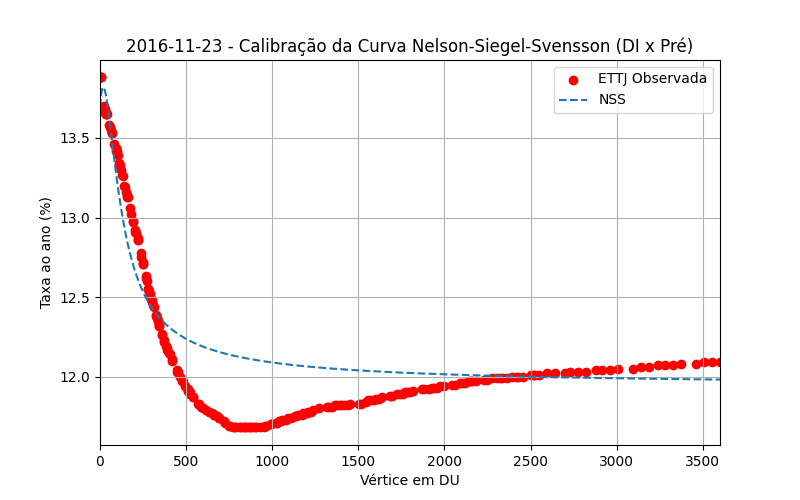 2016-11-23 - Calibração da Curva Nelson-Siegel-Svensson (DI x Pré)
ETTJ Observada
NSS
Taxa ao ano (%)
13.5
13.0
12.5
12.0
0 500 1000 1500 2000 2500 3000 3500
Vértice em DU